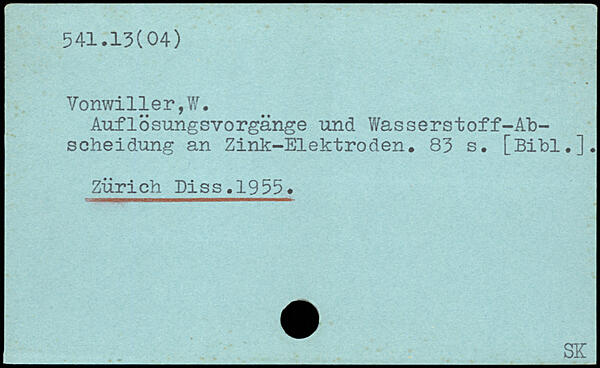 541.13(04)
Vonwiller,W.
Auflösungsvorgänge und Wasserstoff-Ab-
scheidung an Zink-Elektroden. 83 s. [Bibl.].
Zürich Diss.1955.
SK